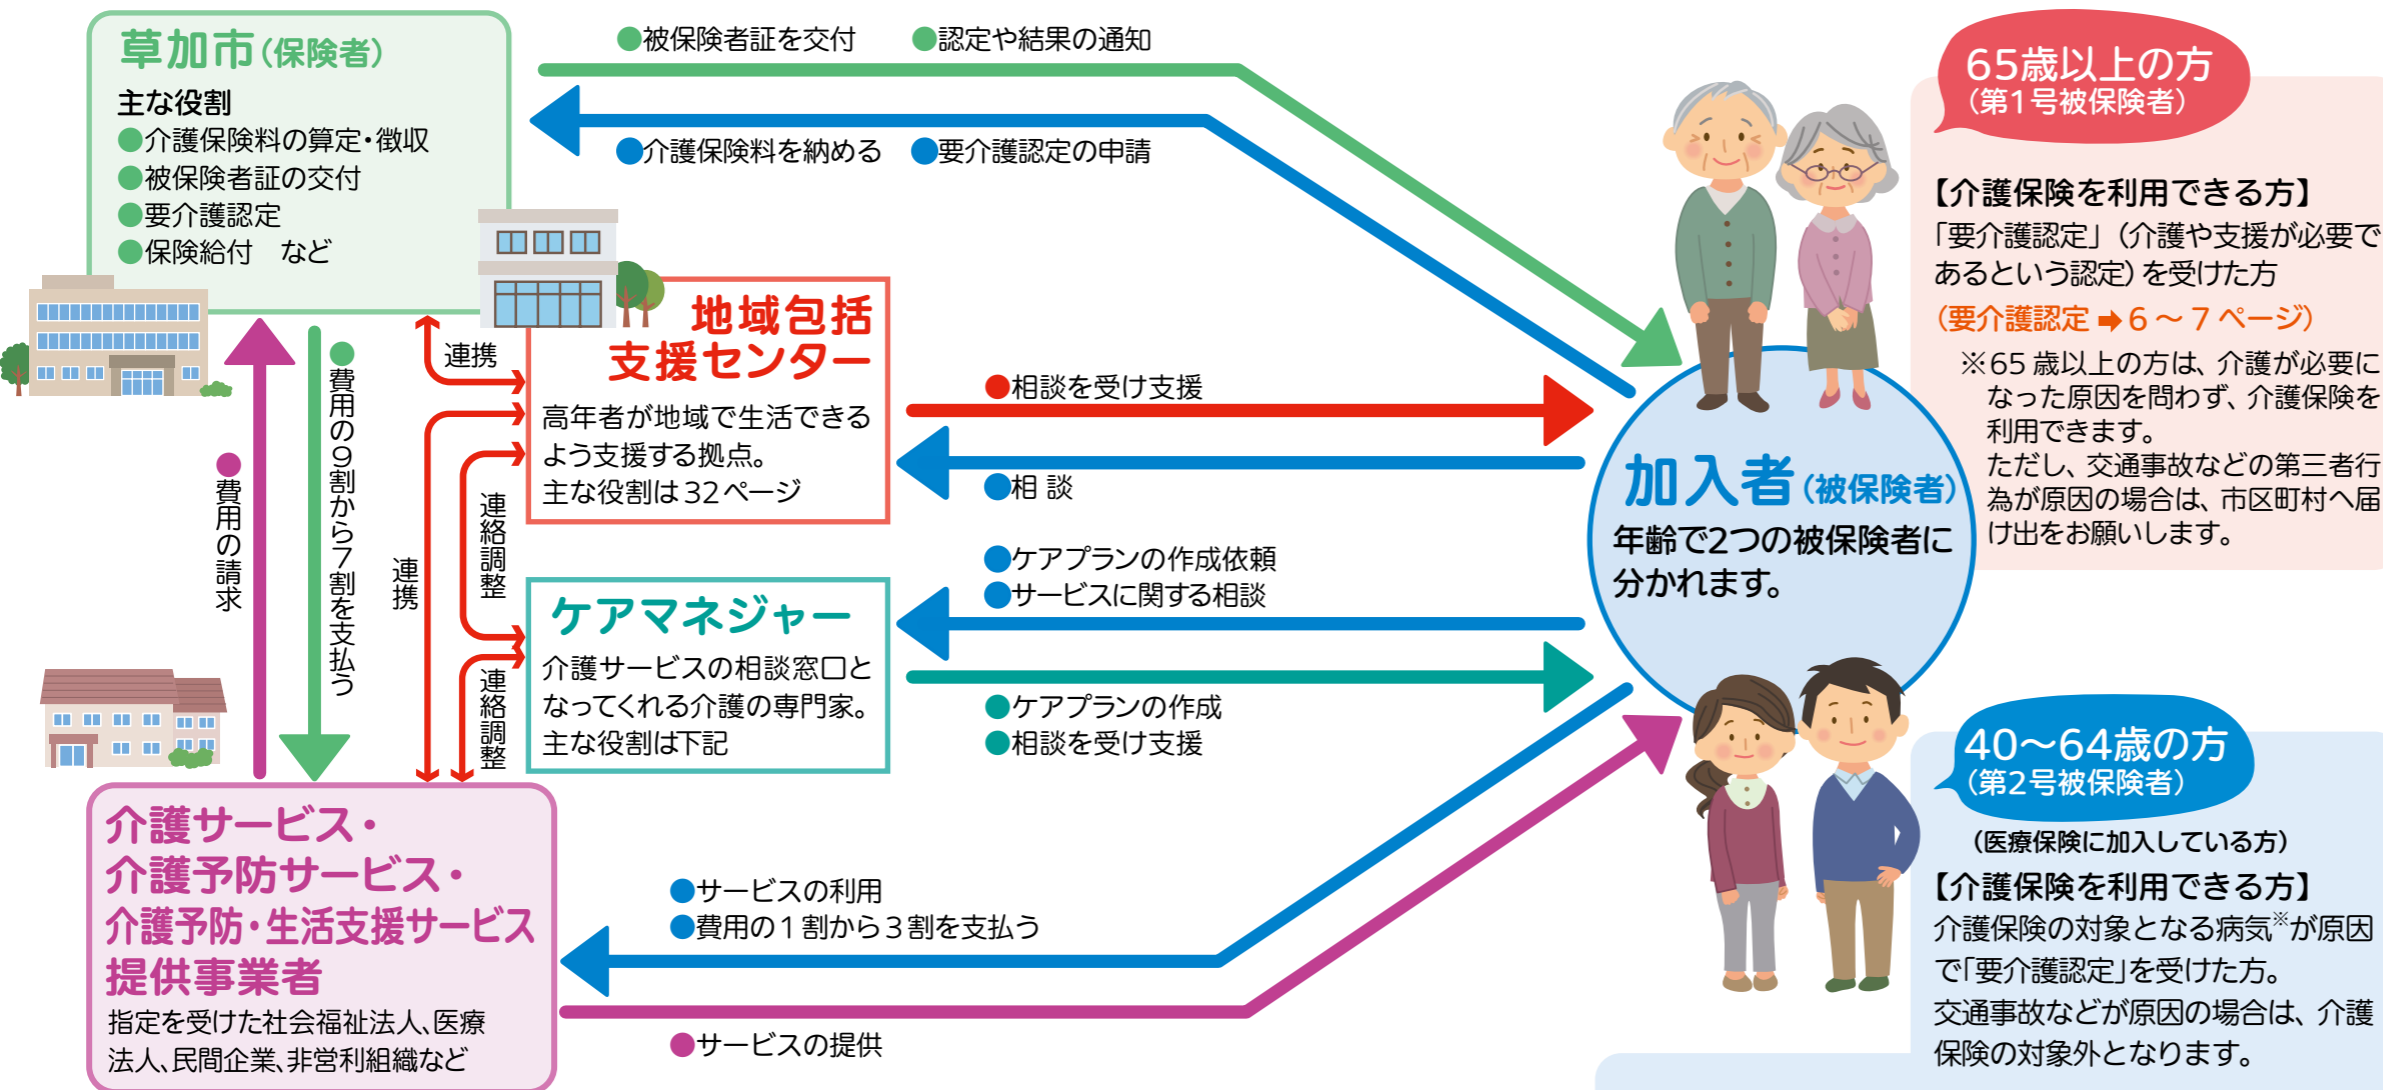 草加市(保険者)
主な役割
●介護保険料の算定・徴収
●被保険者証の交付
●要介護認定
●保険給付　など
●被保険者証を交付
●認定や結果の通知
●介護保険料を納める
●要介護認定の申請
地域包括
支援センター
高年者が地域で生活できる
よう支援する拠点。
主な役割は32ページ
連携
連携
連絡調整
連絡調整
●費用の請求
●費用の9割から7割を支払う
●相談を受け支援
●相 談
ケアマネジャー
介護サービスの相談窓口と
なってくれる介護の専門家。
主な役割は下記
●ケアプランの作成依頼
●サービスに関する相談
●ケアプランの作成
●相談を受け支援
介護サービス・
介護予防サービス・
介護予防・生活支援サービス
提供事業者
指定を受けた社会福祉法人、医療
法人、民間企業、非営利組織など
●サービスの利用
●費用の1割から3割を支払う
●サービスの提供
加入者(被保険者)
年齢で2つの被保険者に
分かれます。
65歳以上の方
(第1号被保険者)
【介護保険を利用できる方】
「要介護認定」(介護や支援が必要で
あるという認定)を受けた方
(要介護認定➡6～7ページ)
※65歳以上の方は、介護が必要に
なった原因を問わず、介護保険を
利用できます。
ただし、交通事故などの第三者行
為が原因の場合は、市区町村へ届
け出をお願いします。
40～64歳の方
(第2号被保険者)
(医療保険に加入している方)
【介護保険を利用できる方】
介護保険の対象となる病気※が原因
で「要介護認定」を受けた方。
交通事故などが原因の場合は、介護
保険の対象外となります。